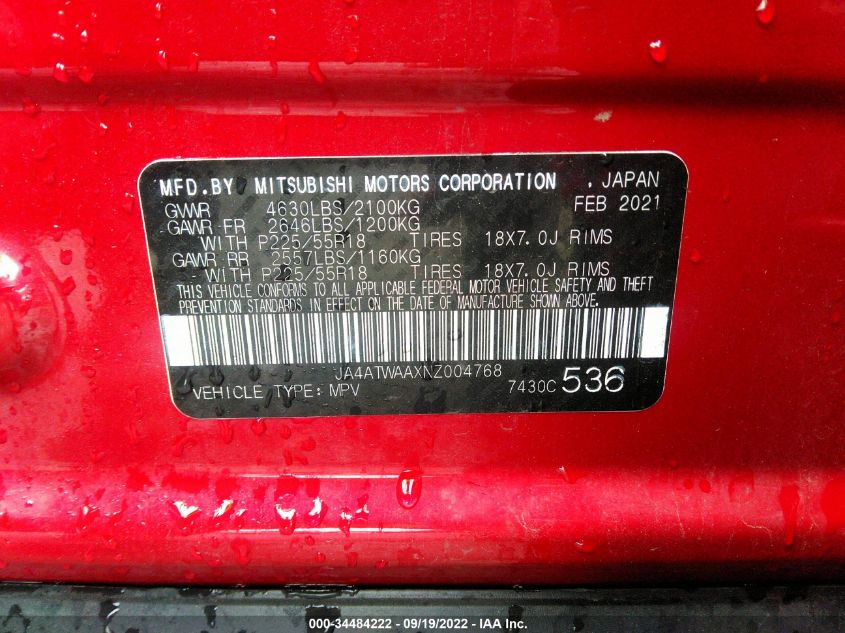 MFD.BY MITSUBISHI MOTORS CORPORATION , JAPAN
GVWR 4630LBS/2100KG FEB 2021
GAWR FR 2646LBS/1200KG
WITH P225/55R18 TIRES 18X7.0J RIMS
GAWR RR 2557LBS/1160KG
WITH P225/55R18 TIRES 18X7.0J RIMS
THIS VEHICLE CONFORMS TO ALL APPLICABLE FEDERAL MOTOR VEHICLE SAFETY AND THEFT
PREVENTION STANDARDS IN EFFECT ON THE DATE OF MANUFACTURE SHOWN ABOVE.
JA4ATWAAXNZ004768
VEHICLE TYPE: MPV 7430C 536
000-34484222 - 09/19/2022 - IAA Inc.